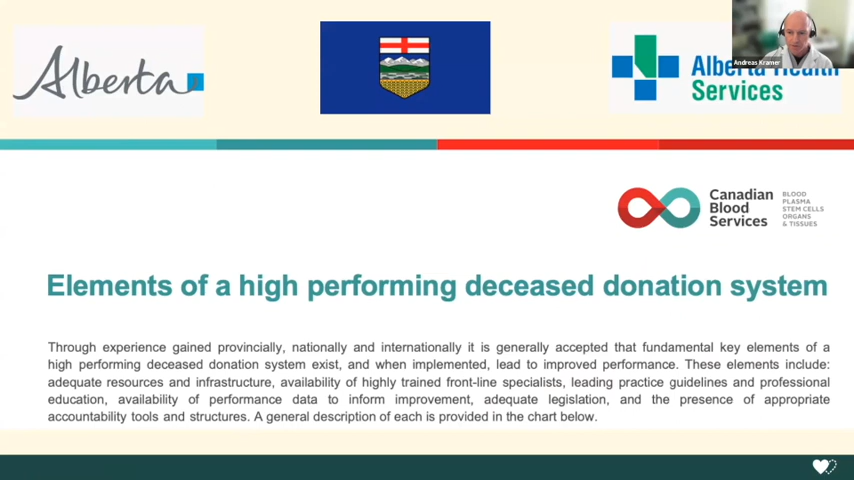 Alberta
Andreas Kramer
Alberta Health
Services
Canadian
Blood
Services
BLOOD
PLASMA
STEM CELLS
ORGANS
& TISSUES
Elements of a high performing deceased donation system
Through experience gained provincially, nationally and internationally it is generally accepted that fundamental key elements of a
high performing deceased donation system exist, and when implemented, lead to improved performance. These elements include:
adequate resources and infrastructure, availability of highly trained front-line specialists, leading practice guidelines and professional
education, availability of performance data to inform improvement, adequate legislation, and the presence of appropriate
accountability tools and structures. A general description of each is provided in the chart below.